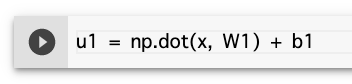 u1 = np.dot(x, W1) + b1